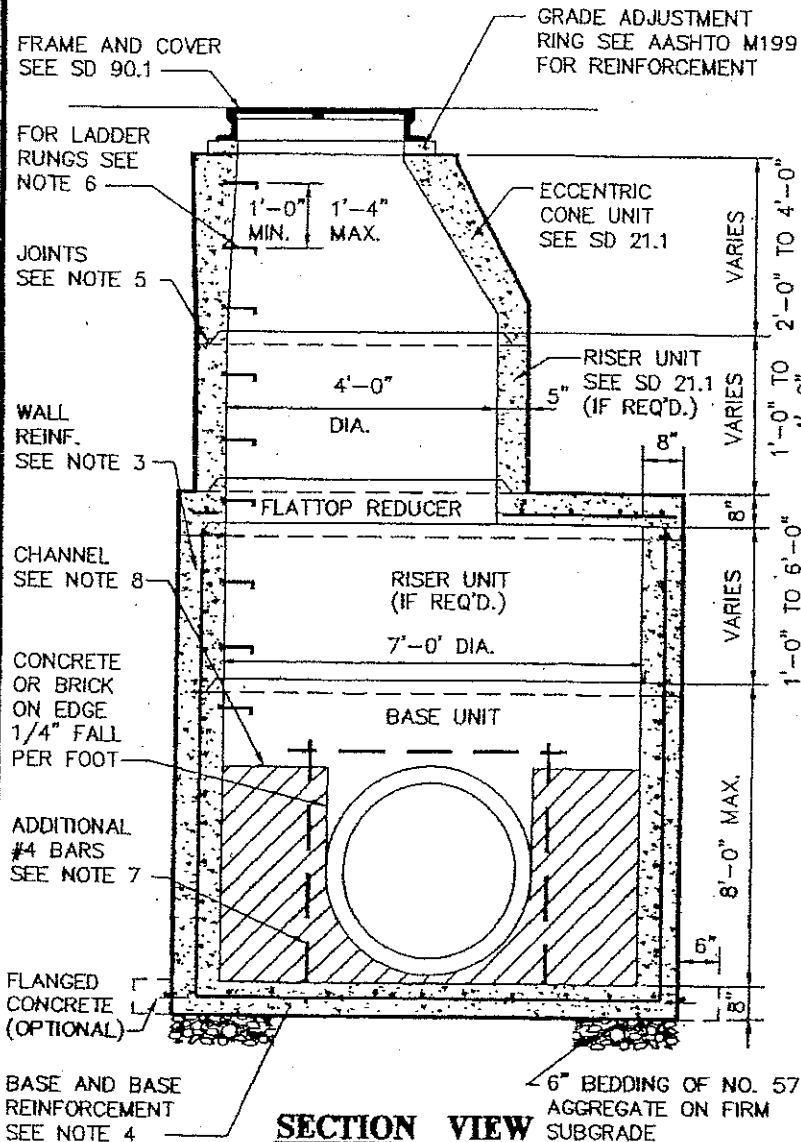 FRAME AND COVER
SEE SD 90.1
GRADE ADJUSTMENT
RING SEE AASHTO M199
FOR REINFORCEMENT
FOR LADDER
RUNGS SEE
NOTE 6
1'-0" 1'-4"
MIN. MAX.
ECCENTRIC
CONE UNIT
SEE SD 21.1
VARIES
2'-0" TO 4'-0"
JOINTS
SEE NOTE 5
4'-0"
DIA.
5"
RISER UNIT
SEE SD 21.1
(IF REQ'D.)
VARIES
1'-0" TO
8"
WALL
REINF.
SEE NOTE 3
FLATTOP REDUCER
8"
CHANNEL
SEE NOTE 8
RISER UNIT
(IF REQ'D.)
7'-0' DIA.
VARIES
1'-0" TO 6'-0"
CONCRETE
OR BRICK
ON EDGE
1/4" FALL
PER FOOT
BASE UNIT
8'-0" MAX.
ADDITIONAL
#4 BARS
SEE NOTE 7
6"
FLANGED
CONCRETE
(OPTIONAL)
8"
BASE AND BASE
REINFORCEMENT
SEE NOTE 4
6" BEDDING OF NO. 57
AGGREGATE ON FIRM
SUBGRADE
SECTION VIEW